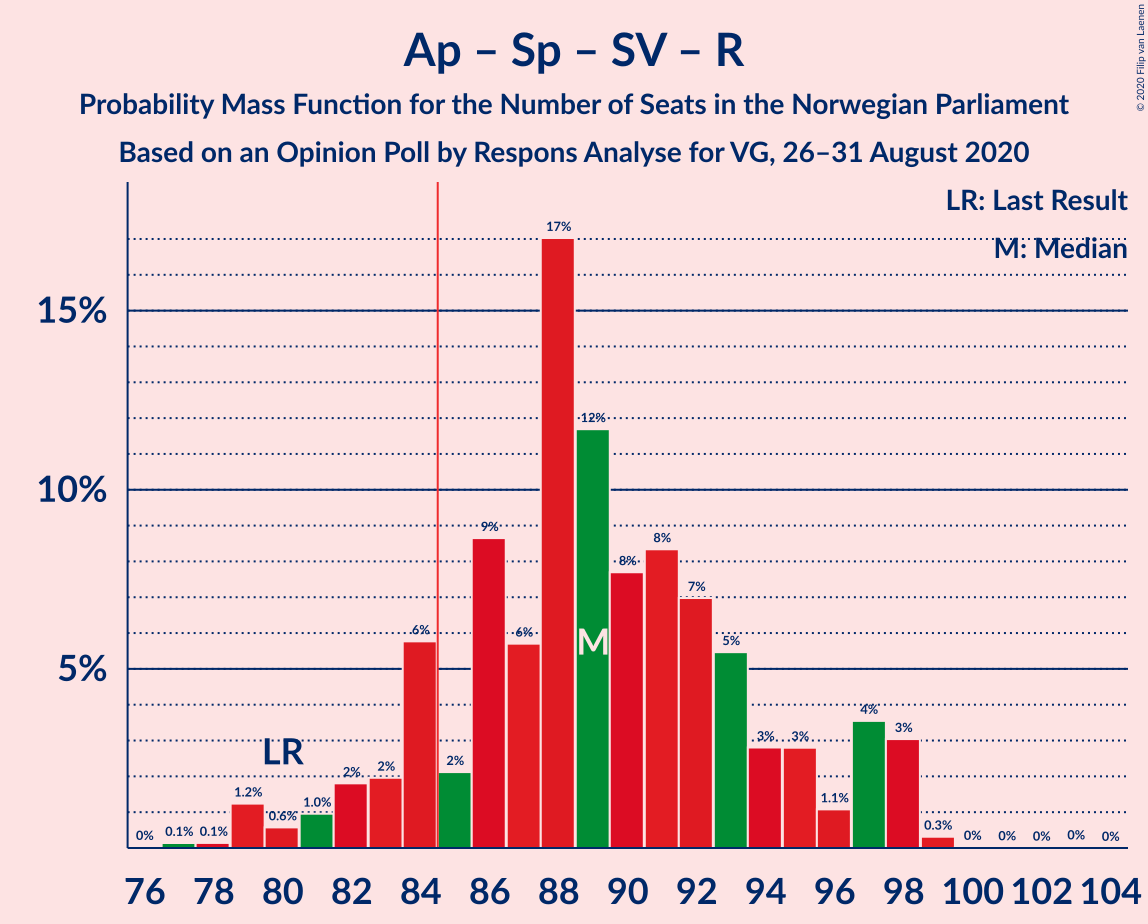 Ap – Sp – SV – R
Probability Mass Function for the Number of Seats in the Norwegian Parliament
Based on an Opinion Poll by Respons Analyse for VG, 26–31 August 2020
© 2020 Filip van Laenen
LR: Last Result
M: Median
15%
10%
5%
LR
M
0% 0.1% 0.1% 1.2% 0.6% 1.0% 2% 2% 6% 2% 9% 6% 17% 12% 8% 8% 7% 5% 3% 3% 1.1% 4% 3% 0.3% 0% 0% 0% 0% 0%
76 78 80 82 84 86 88 90 92 94 96 98 100 102 104